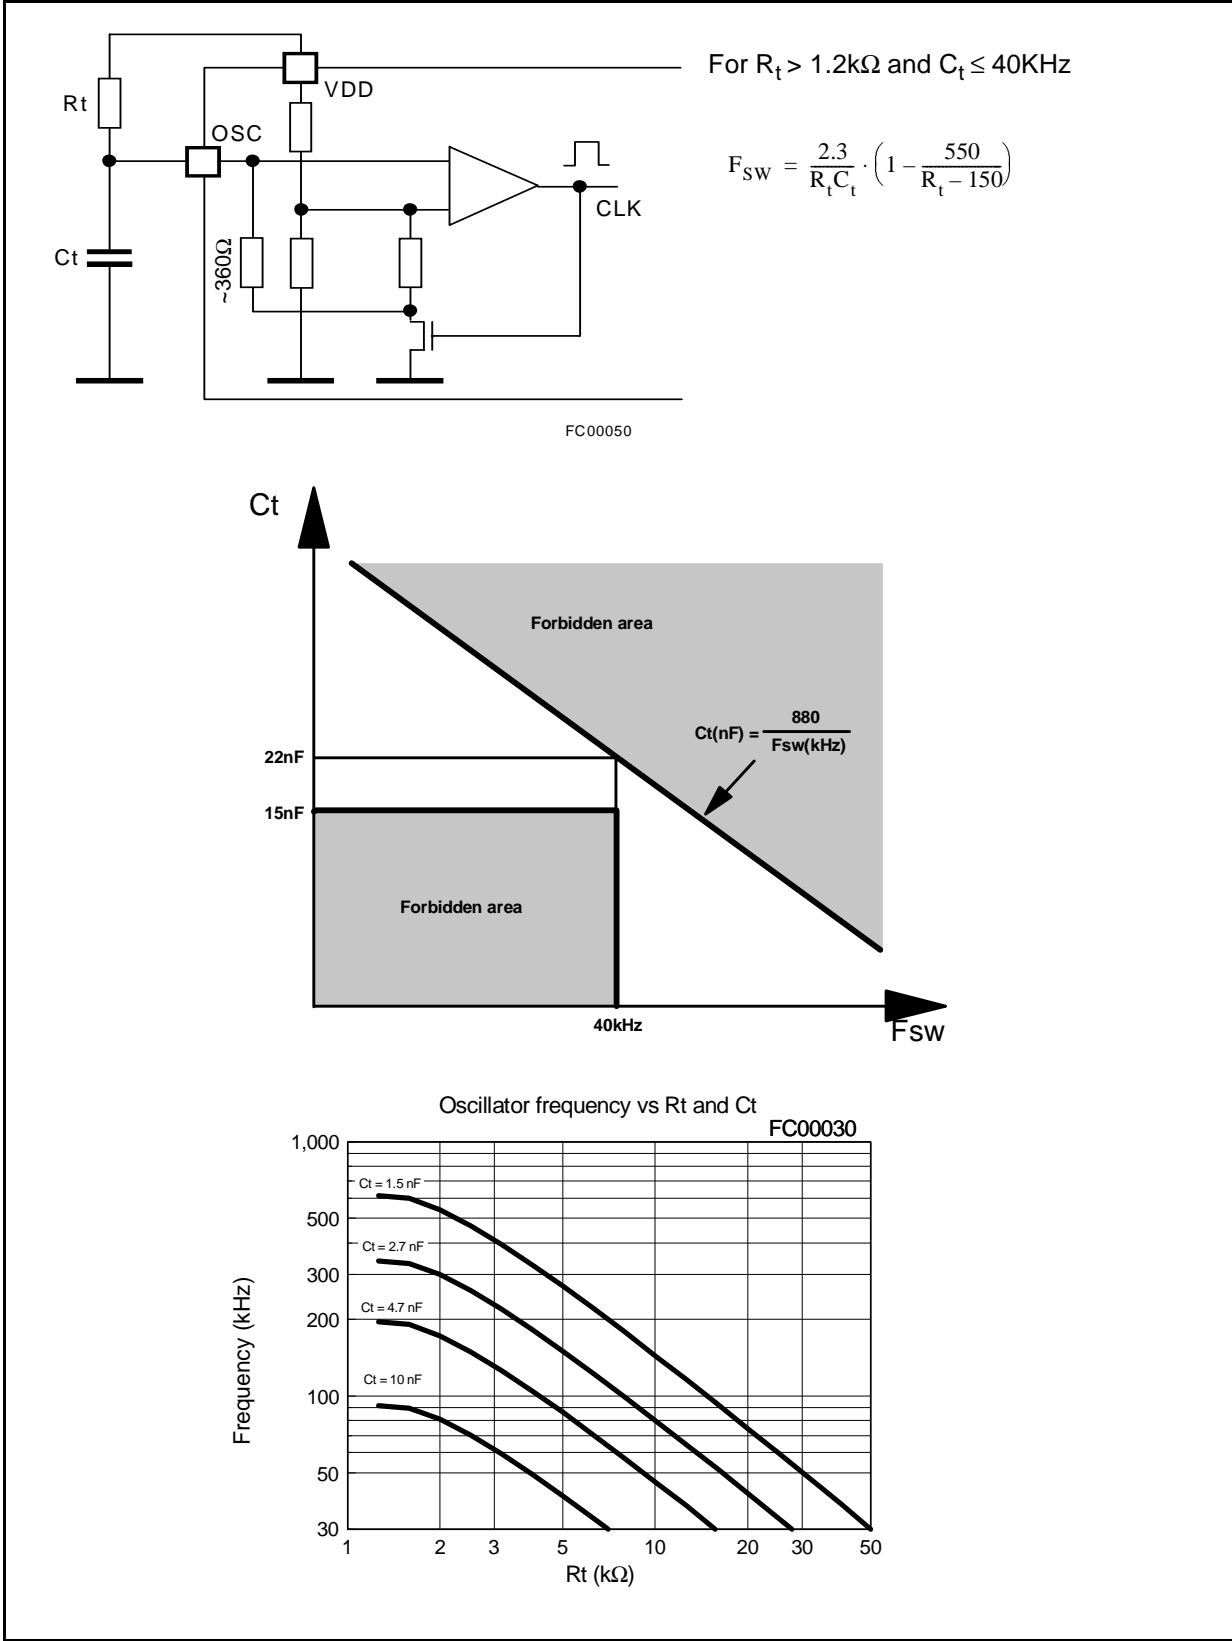 For Rt > 1.2kΩ and Ct ≤ 40KHz
Rt
VDD
OSC
FSW = 2.3 / RtCt · (1 − 550 / Rt − 150)
CLK
Ct
~360Ω
FC00050
Ct
Forbidden area
Ct(nF) = 880 / Fsw(kHz)
22nF
15nF
Forbidden area
40kHz
Fsw
Oscillator frequency vs Rt and Ct
FC00030
1,000
Ct = 1.5 nF
500
Ct = 2.7 nF
300
Ct = 4.7 nF
200
Ct = 10 nF
100
50
30
Frequency (kHz)
1 2 3 5 10 20 30 50
Rt (kΩ)